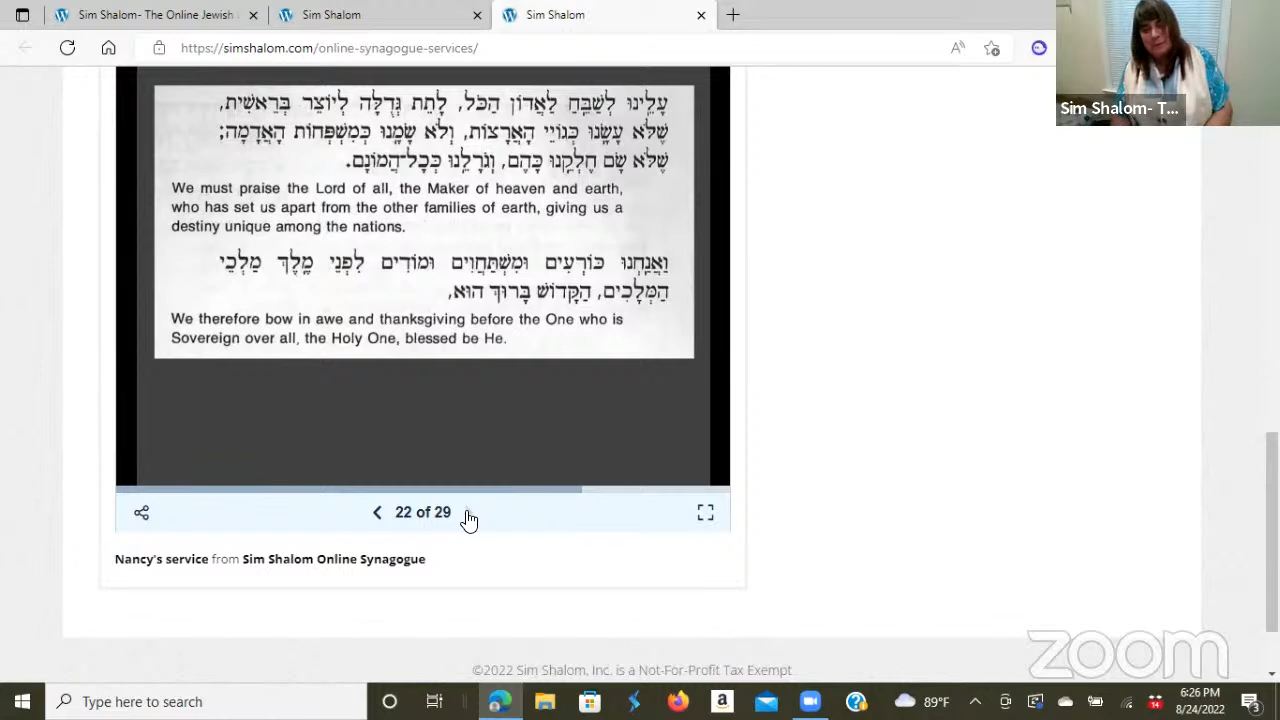 Sim Shalom - The Online Jewish
Sim Shalom
Sim Shalom
https://simshalom.com/online-synagogue-services/
Sim Shalom- T...
עָלֵינוּ לְשַׁבֵּחַ לַאֲדוֹן הַכֹּל, לָתֵת גְּדֻלָּה לְיוֹצֵר בְּרֵאשִׁית,
שֶׁלֹּא עָשָׂנוּ כְּגוֹיֵי הָאֲרָצוֹת, וְלֹא שָׂמָנוּ כְּמִשְׁפְּחוֹת הָאֲדָמָה;
שֶׁלֹּא שָׂם חֶלְקֵנוּ כָּהֶם, וְגֹרָלֵנוּ כְּכָל־הֲמוֹנָם.
We must praise the Lord of all, the Maker of heaven and earth,
who has set us apart from the other families of earth, giving us a
destiny unique among the nations.
וַאֲנַחְנוּ כּוֹרְעִים וּמִשְׁתַּחֲוִים וּמוֹדִים לִפְנֵי מֶלֶךְ מַלְכֵי
הַמְּלָכִים, הַקָּדוֹשׁ בָּרוּךְ הוּא,
We therefore bow in awe and thanksgiving before the One who is
Sovereign over all, the Holy One, blessed be He.
22 of 29
Nancy's service from Sim Shalom Online Synagogue
zoom
©2022 Sim Shalom, Inc. is a Not-For-Profit Tax Exempt
Type here to search
89°F
14
6:26 PM
8/24/2022
3